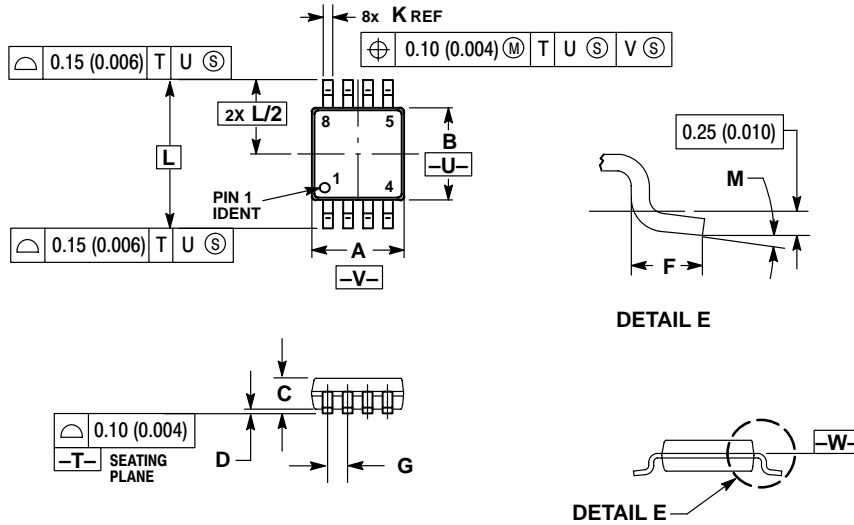 8x K REF
⌖ 0.10 (0.004) Ⓜ T U Ⓢ V Ⓢ
⌓ 0.15 (0.006) T U Ⓢ
2X L/2
8 5
B
–U–
L
PIN 1
IDENT
1
4
⌓ 0.15 (0.006) T U Ⓢ
A
–V–
0.25 (0.010)
M
F
DETAIL E
C
⌓ 0.10 (0.004)
–T– SEATING
PLANE
D
G
–W–
DETAIL E